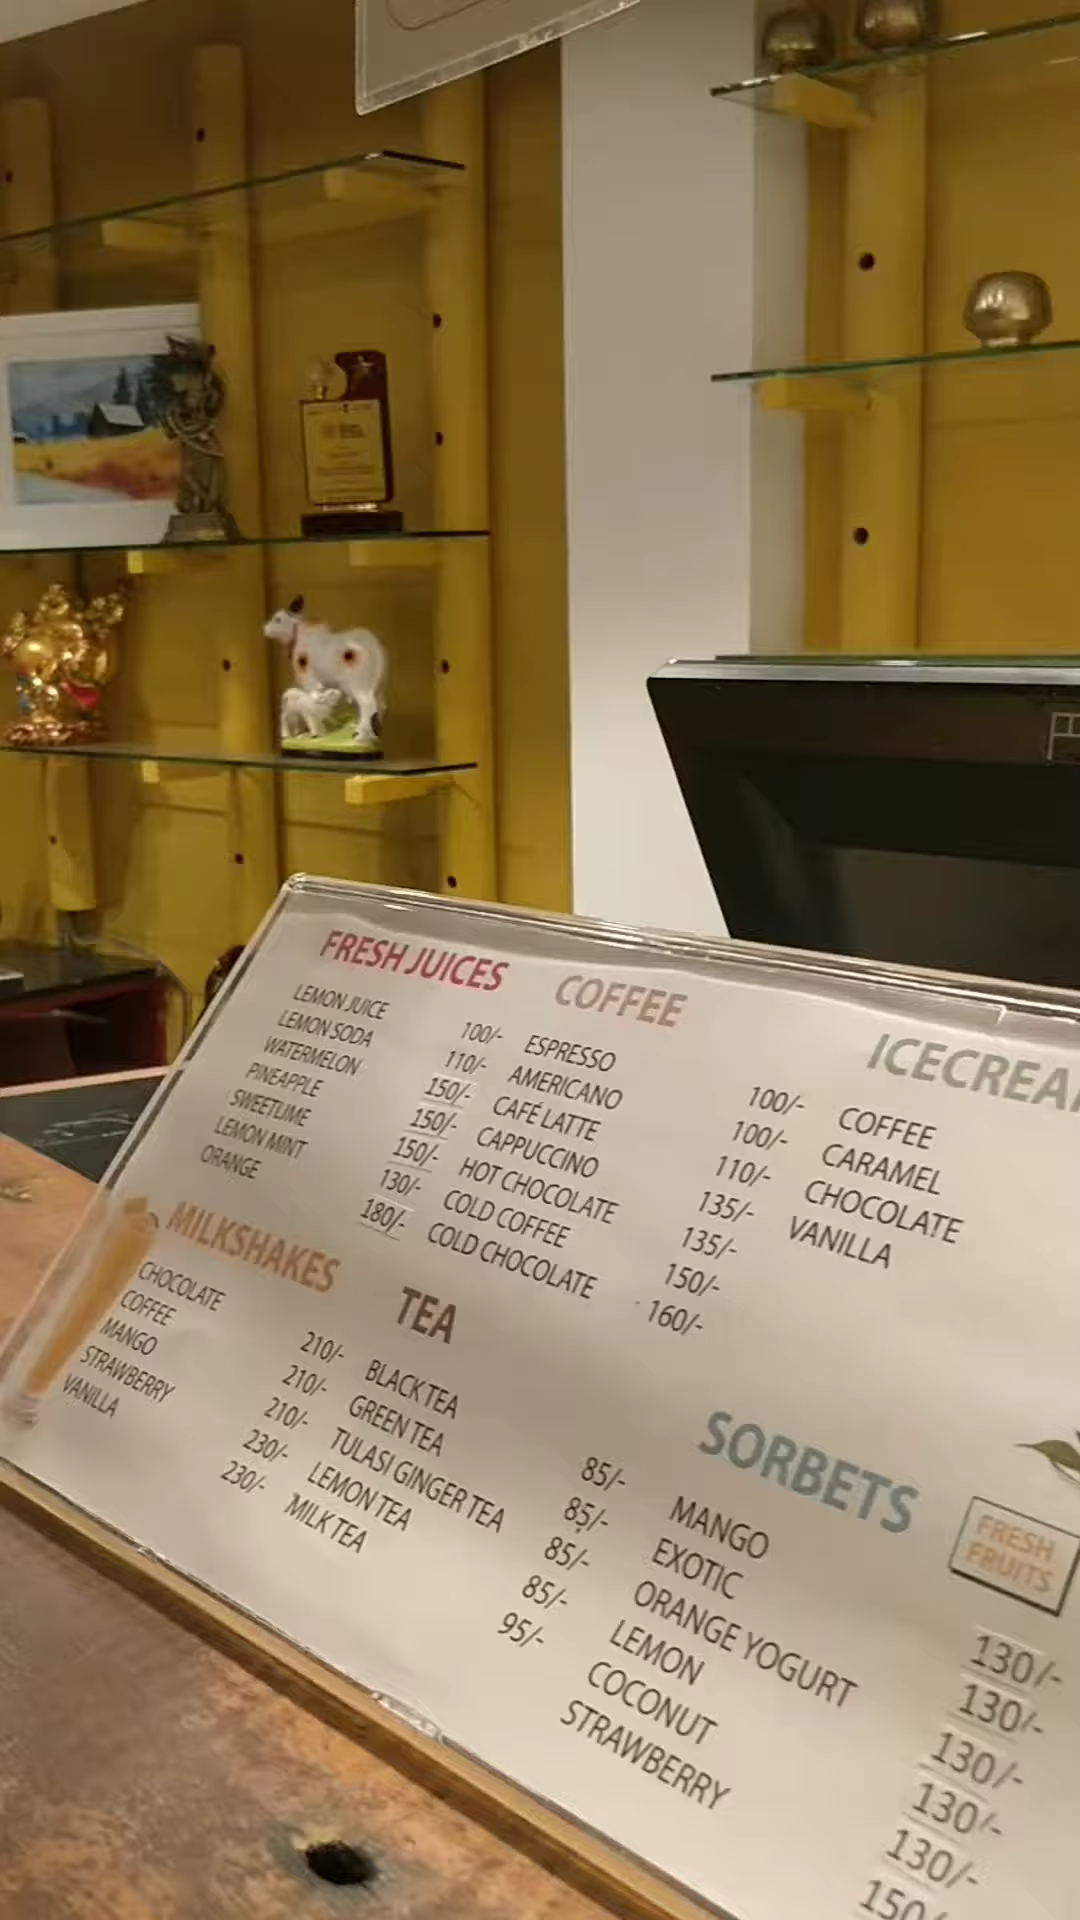 FRESH JUICES
LEMON JUICE 100/-
LEMON SODA 110/-
WATERMELON 150/-
PINEAPPLE 150/-
SWEETLIME 150/-
LEMON MINT 130/-
ORANGE 180/-
COFFEE
ESPRESSO 100/-
AMERICANO 100/-
CAFÉ LATTE 110/-
CAPPUCCINO 135/-
HOT CHOCOLATE 135/-
COLD COFFEE 150/-
COLD CHOCOLATE 160/-
COFFEE
CARAMEL
CHOCOLATE
VANILLA
MILKSHAKES
CHOCOLATE 210/-
COFFEE 210/-
MANGO 210/-
STRAWBERRY 230/-
VANILLA 230/-
TEA
BLACK TEA 85/-
GREEN TEA 85/-
TULASI GINGER TEA 85/-
LEMON TEA 85/-
MILK TEA 95/-
SORBETS
FRESH
FRUITS
MANGO 130/-
EXOTIC 130/-
ORANGE YOGURT 130/-
LEMON 130/-
COCONUT 130/-
STRAWBERRY 150/-